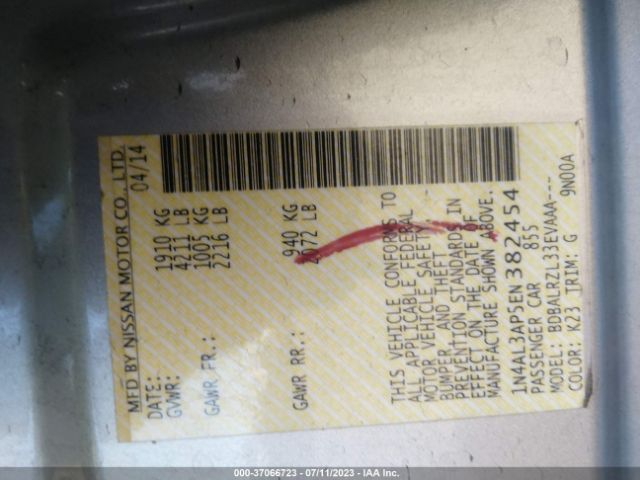 MFD BY NISSAN MOTOR CO., LTD.
DATE: 04/14
GVWR: 1910 KG
4211 LB
GAWR FR.: 1005 KG
2216 LB
GAWR RR.: 940 KG
2072 LB
THIS VEHICLE CONFORMS TO
ALL APPLICABLE FEDERAL
MOTOR VEHICLE SAFETY, -
BUMPER AND THEFT
PREVENTION STANDARDS IN
EFFECT ON THE DATE OF
MANUFACTURE SHOWN ABOVE.
1N4AL3AP5EN382454
PASSENGER CAR 855
MODEL: BDBALRZL33EVAAA---
COLOR: K23 TRIM: G 9N00A
000-37066723 - 07/11/2023 - IAA Inc.